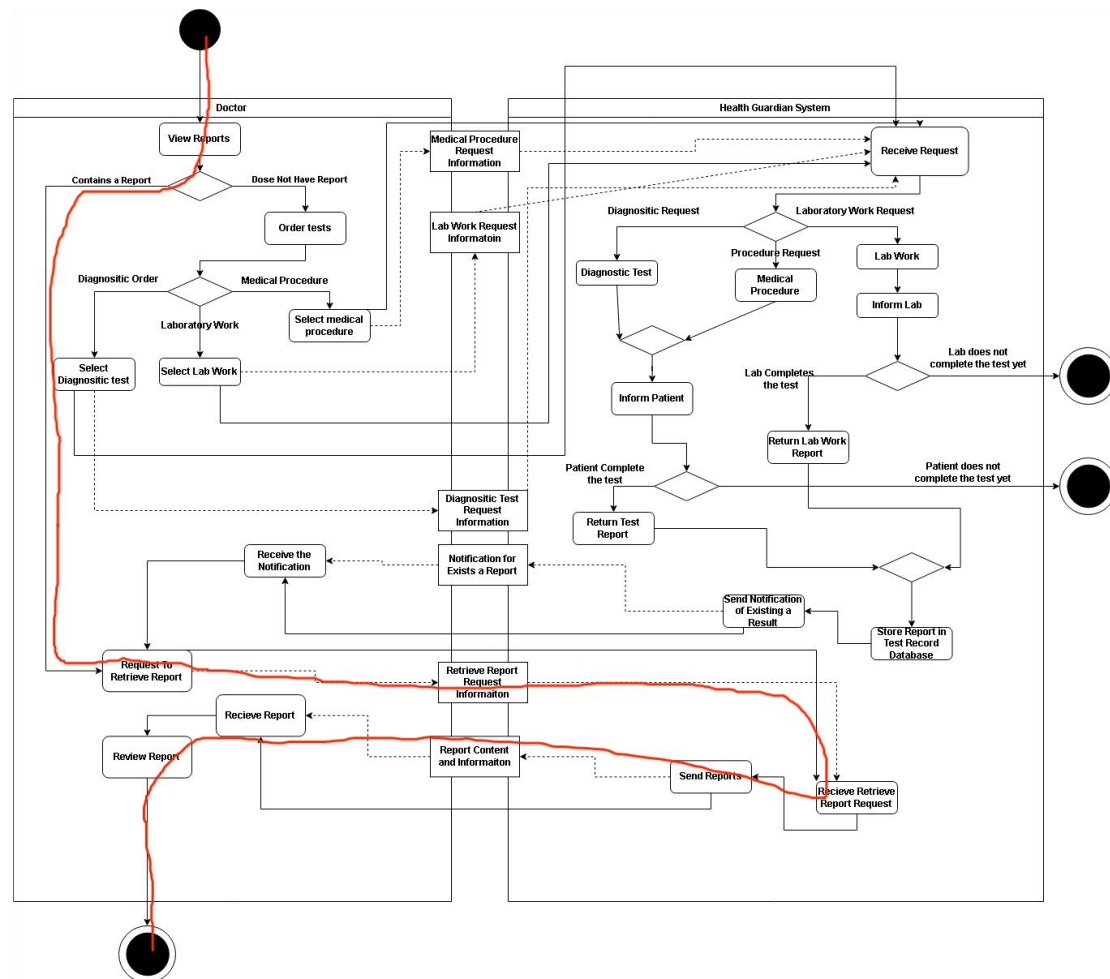 Doctor
Health Guardian System
View Reports
Medical Procedure
Request
Information
Receive Request
Contains a Report
Dose Not Have Report
Order tests
Lab Work Request
Informatoin
Diagnositic Request
Laboratory Work Request
Procedure Request
Lab Work
Diagnostic Test
Medical
Procedure
Diagnositic Order
Medical Procedure
Inform Lab
Select medical
procedure
Laboratory Work
Select
Diagnostic test
Select Lab Work
Lab does not
complete the test yet
Lab Completes
the test
Inform Patient
Return Lab Work
Report
Patient Complete
the test
Patient does not
complete the test yet
Diagnositic Test
Request
Information
Return Test
Report
Receive the
Notification
Notification for
Exists a Report
Send Notification
of Existing a
Result
Store Report in
Test Record
Database
Request To
Retrieve Report
Retrieve Report
Request
Informaiton
Recieve Report
Review Report
Report Content
and Informaiton
Send Reports
Recieve Retrieve
Report Request